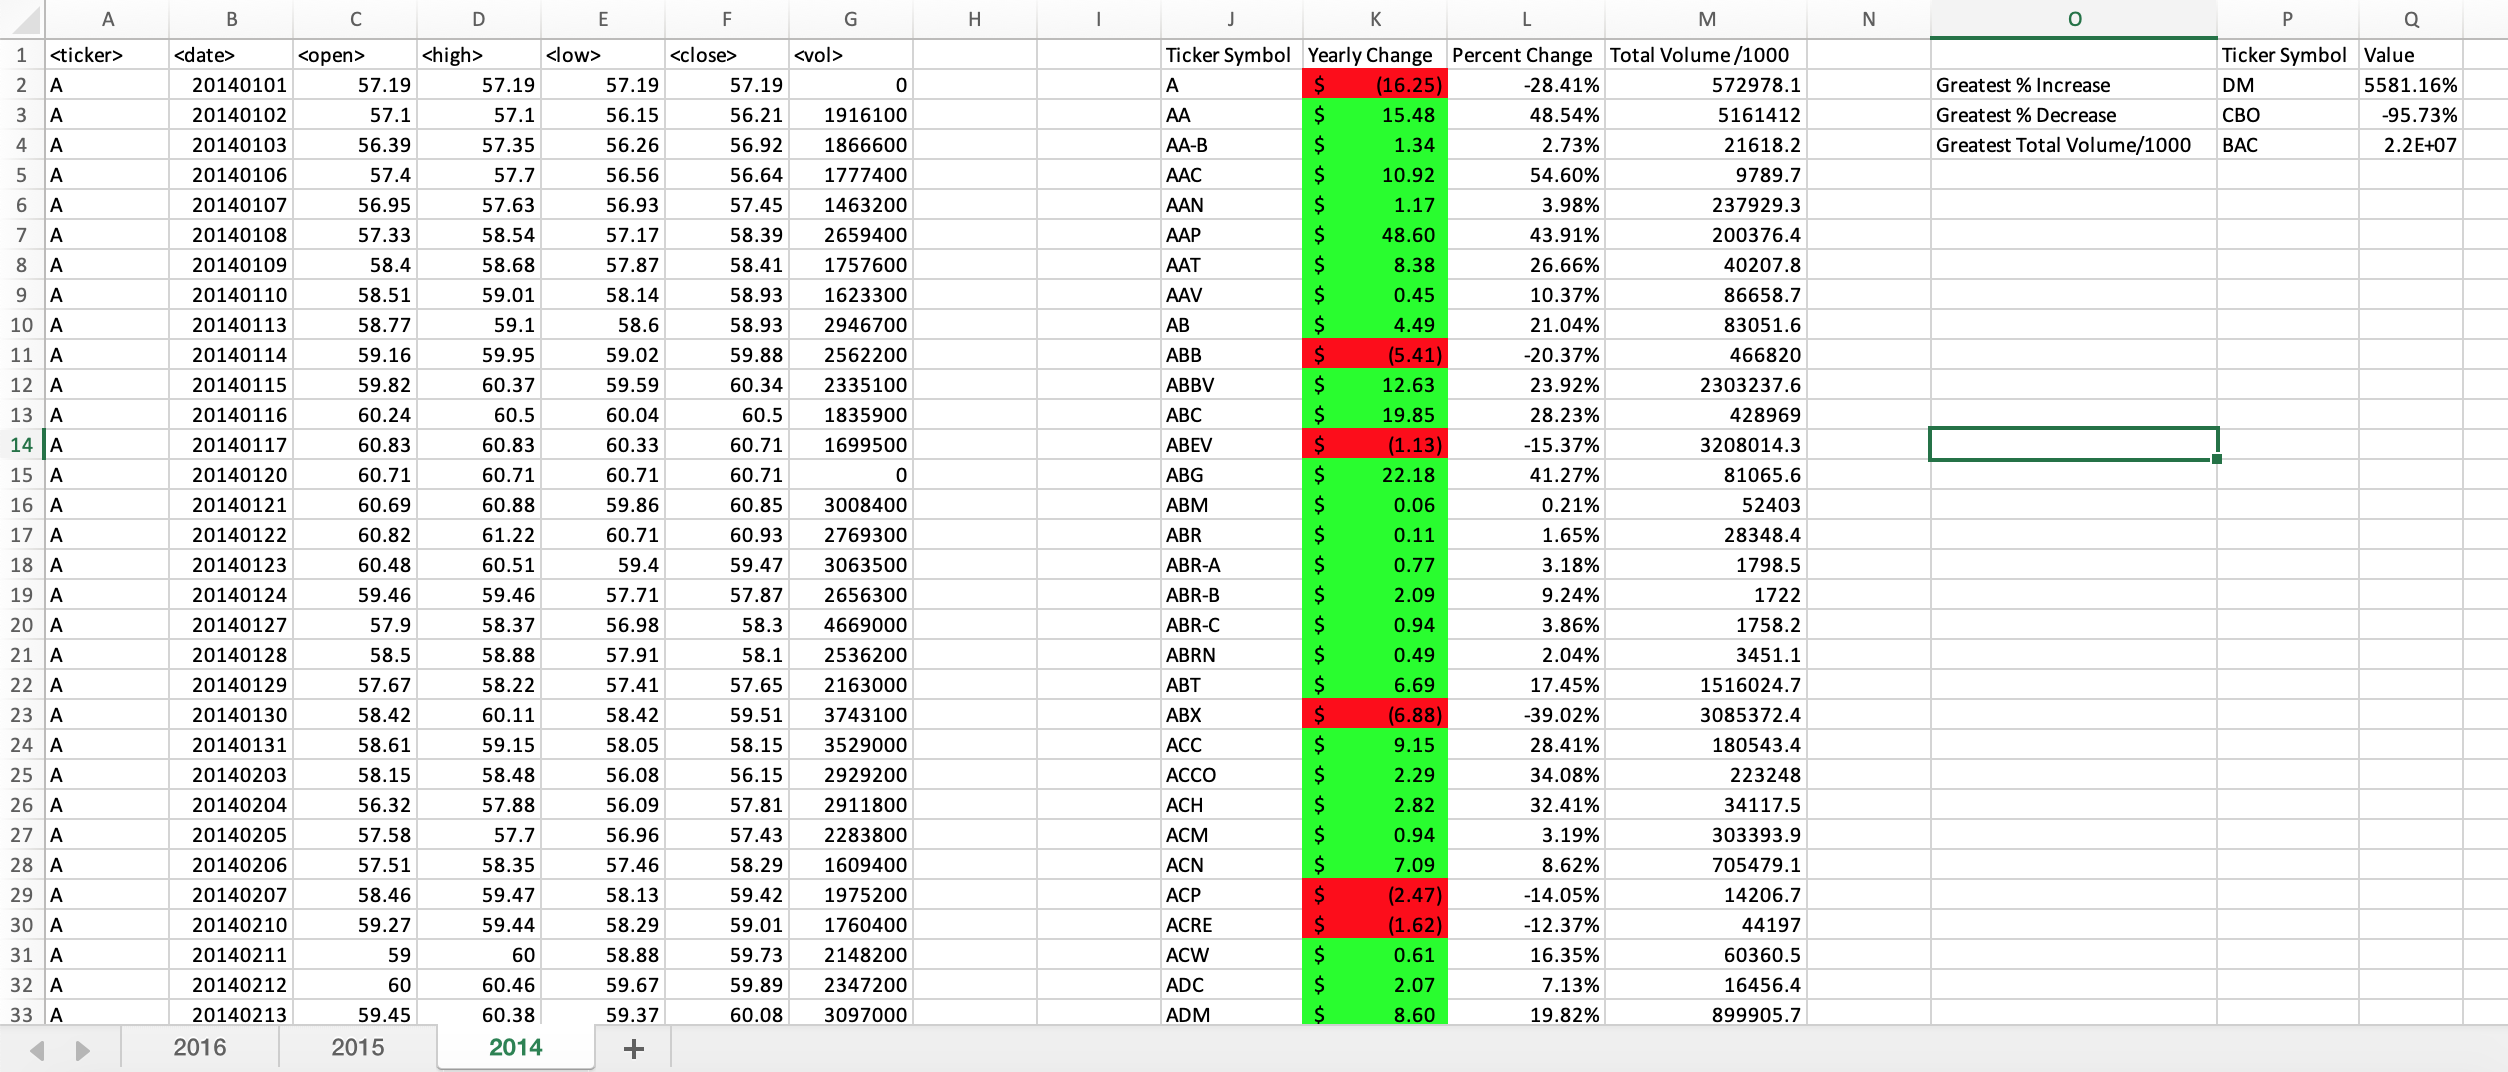 A B C D E F G H I J K L M N O P Q
1 <ticker> <date> <open> <high> <low> <close> <vol> Ticker Symbol Yearly Change Percent Change Total Volume /1000 Ticker Symbol Value
2 A 20140101 57.19 57.19 57.19 57.19 0 A $ (16.25) -28.41% 572978.1 Greatest % Increase DM 5581.16%
3 A 20140102 57.1 57.1 56.15 56.21 1916100 AA $ 15.48 48.54% 5161412 Greatest % Decrease CBO -95.73%
4 A 20140103 56.39 57.35 56.26 56.92 1866600 AA-B $ 1.34 2.73% 21618.2 Greatest Total Volume/1000 BAC 2.2E+07
5 A 20140106 57.4 57.7 56.56 56.64 1777400 AAC $ 10.92 54.60% 9789.7
6 A 20140107 56.95 57.63 56.93 57.45 1463200 AAN $ 1.17 3.98% 237929.3
7 A 20140108 57.33 58.54 57.17 58.39 2659400 AAP $ 48.60 43.91% 200376.4
8 A 20140109 58.4 58.68 57.87 58.41 1757600 AAT $ 8.38 26.66% 40207.8
9 A 20140110 58.51 59.01 58.14 58.93 1623300 AAV $ 0.45 10.37% 86658.7
10 A 20140113 58.77 59.1 58.6 58.93 2946700 AB $ 4.49 21.04% 83051.6
11 A 20140114 59.16 59.95 59.02 59.88 2562200 ABB $ (5.41) -20.37% 466820
12 A 20140115 59.82 60.37 59.59 60.34 2335100 ABBV $ 12.63 23.92% 2303237.6
13 A 20140116 60.24 60.5 60.04 60.5 1835900 ABC $ 19.85 28.23% 428969
14 A 20140117 60.83 60.83 60.33 60.71 1699500 ABEV $ (1.13) -15.37% 3208014.3
15 A 20140120 60.71 60.71 60.71 60.71 0 ABG $ 22.18 41.27% 81065.6
16 A 20140121 60.69 60.88 59.86 60.85 3008400 ABM $ 0.06 0.21% 52403
17 A 20140122 60.82 61.22 60.71 60.93 2769300 ABR $ 0.11 1.65% 28348.4
18 A 20140123 60.48 60.51 59.4 59.47 3063500 ABR-A $ 0.77 3.18% 1798.5
19 A 20140124 59.46 59.46 57.71 57.87 2656300 ABR-B $ 2.09 9.24% 1722
20 A 20140127 57.9 58.37 56.98 58.3 4669000 ABR-C $ 0.94 3.86% 1758.2
21 A 20140128 58.5 58.88 57.91 58.1 2536200 ABRN $ 0.49 2.04% 3451.1
22 A 20140129 57.67 58.22 57.41 57.65 2163000 ABT $ 6.69 17.45% 1516024.7
23 A 20140130 58.42 60.11 58.42 59.51 3743100 ABX $ (6.88) -39.02% 3085372.4
24 A 20140131 58.61 59.15 58.05 58.15 3529000 ACC $ 9.15 28.41% 180543.4
25 A 20140203 58.15 58.48 56.08 56.15 2929200 ACCO $ 2.29 34.08% 223248
26 A 20140204 56.32 57.88 56.09 57.81 2911800 ACH $ 2.82 32.41% 34117.5
27 A 20140205 57.58 57.7 56.96 57.43 2283800 ACM $ 0.94 3.19% 303393.9
28 A 20140206 57.51 58.35 57.46 58.29 1609400 ACN $ 7.09 8.62% 705479.1
29 A 20140207 58.46 59.47 58.13 59.42 1975200 ACP $ (2.47) -14.05% 14206.7
30 A 20140210 59.27 59.44 58.29 59.01 1760400 ACRE $ (1.62) -12.37% 44197
31 A 20140211 59 60 58.88 59.73 2148200 ACW $ 0.61 16.35% 60360.5
32 A 20140212 60 60.46 59.67 59.89 2347200 ADC $ 2.07 7.13% 16456.4
33 A 20140213 59.45 60.38 59.37 60.08 3097000 ADM $ 8.60 19.82% 899905.7
2016 2015 2014 +